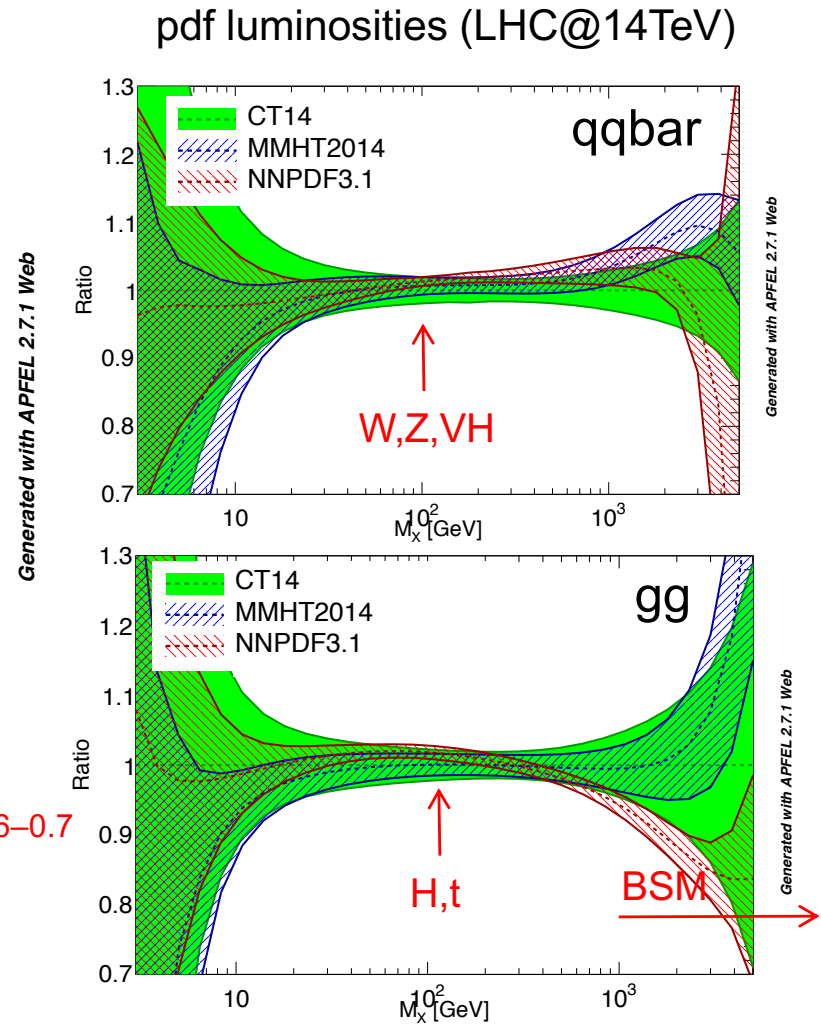 pdf luminosities (LHC@14TeV)
1.3
CT14
MMHT2014
NNPDF3.1
qqbar
1.2
1.1
1
0.9
0.8
0.7
Ratio
W,Z,VH
10
10²
10³
M_X [GeV]
Generated with APFEL 2.7.1 Web
Generated with APFEL 2.7.1 Web
1.3
CT14
MMHT2014
NNPDF3.1
gg
1.2
1.1
1
0.9
0.8
0.7
Ratio
6–0.7
H,t
BSM
10
10²
10³
M_X [GeV]
Generated with APFEL 2.7.1 Web